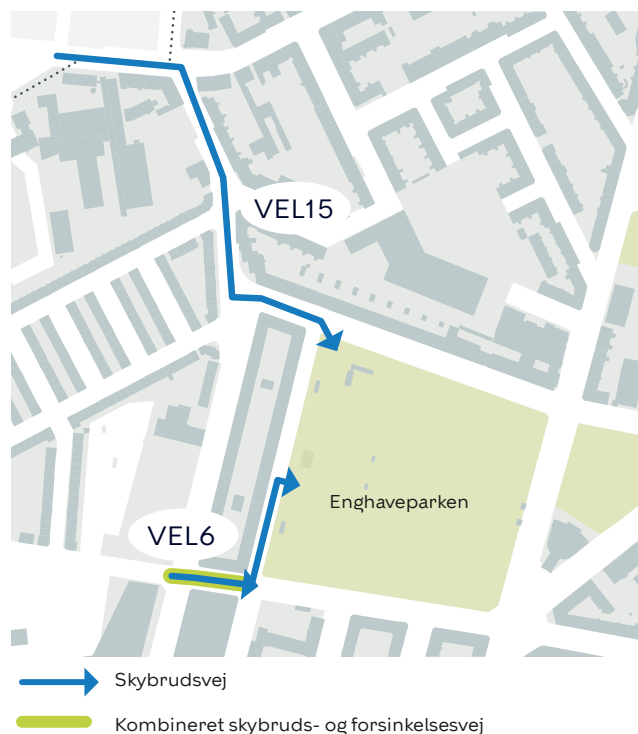 VEL15
Enghaveparken
VEL6
Skybrudsvej
Kombineret skybruds- og forsinkelsesvej